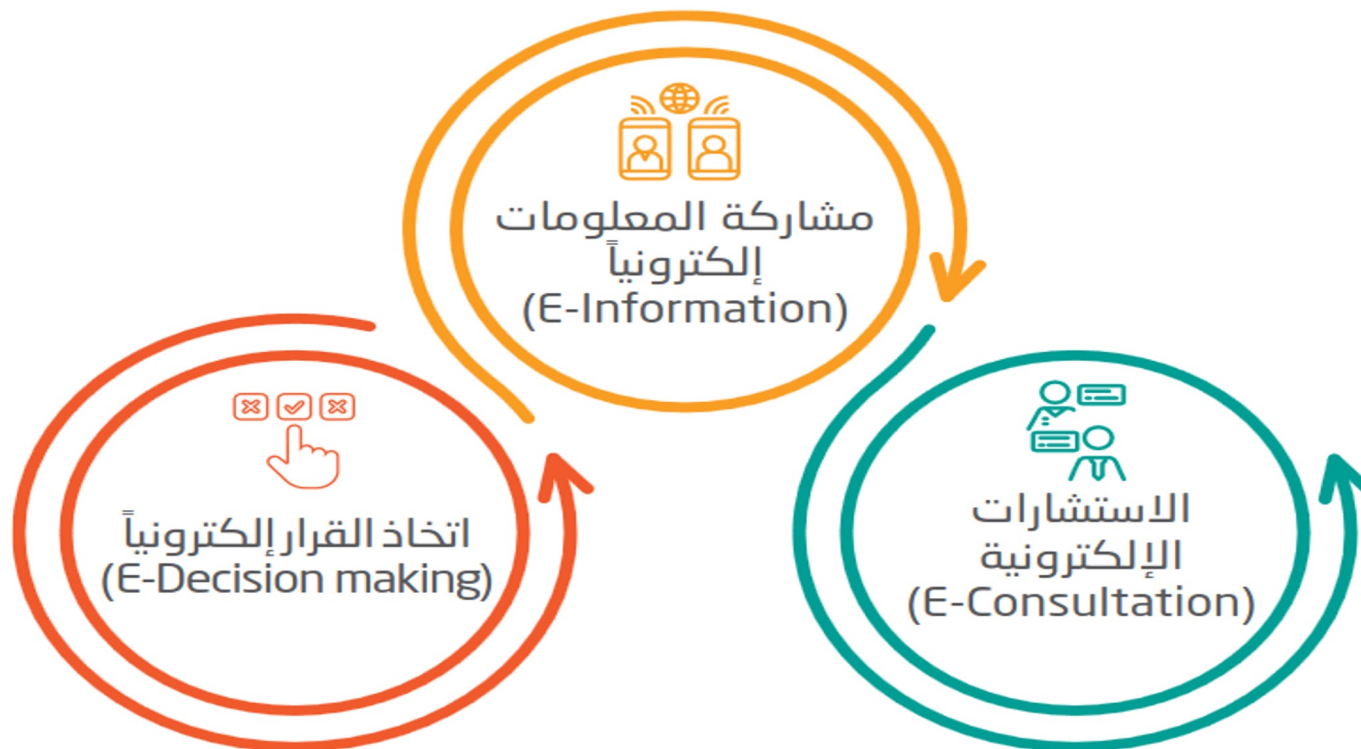 مشاركة المعلومات
إلكترونياً
(E-Information)
الاستشارات
الإلكترونية
(E-Consultation)
اتخاذ القرار إلكترونياً
(E-Decision making)